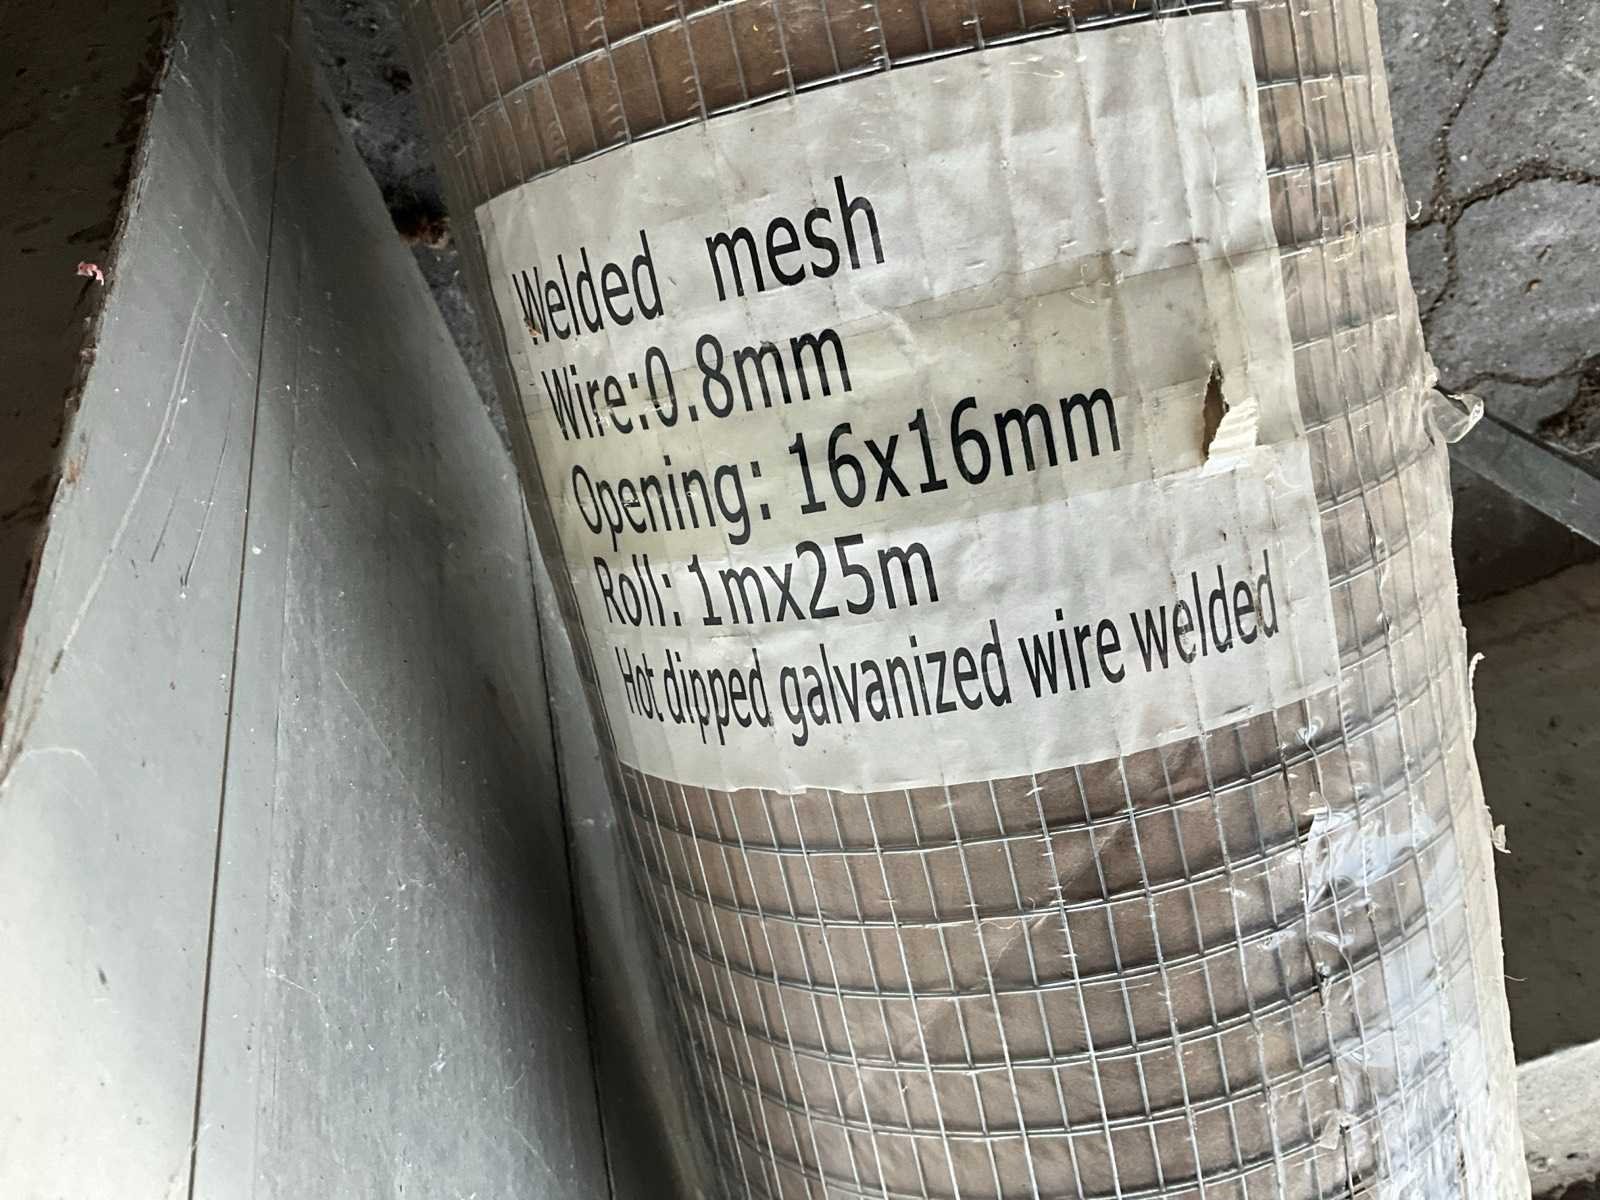 Welded mesh
Wire:0.8mm
Opening: 16x16mm
Roll: 1mx25m
Hot dipped galvanized wire welded